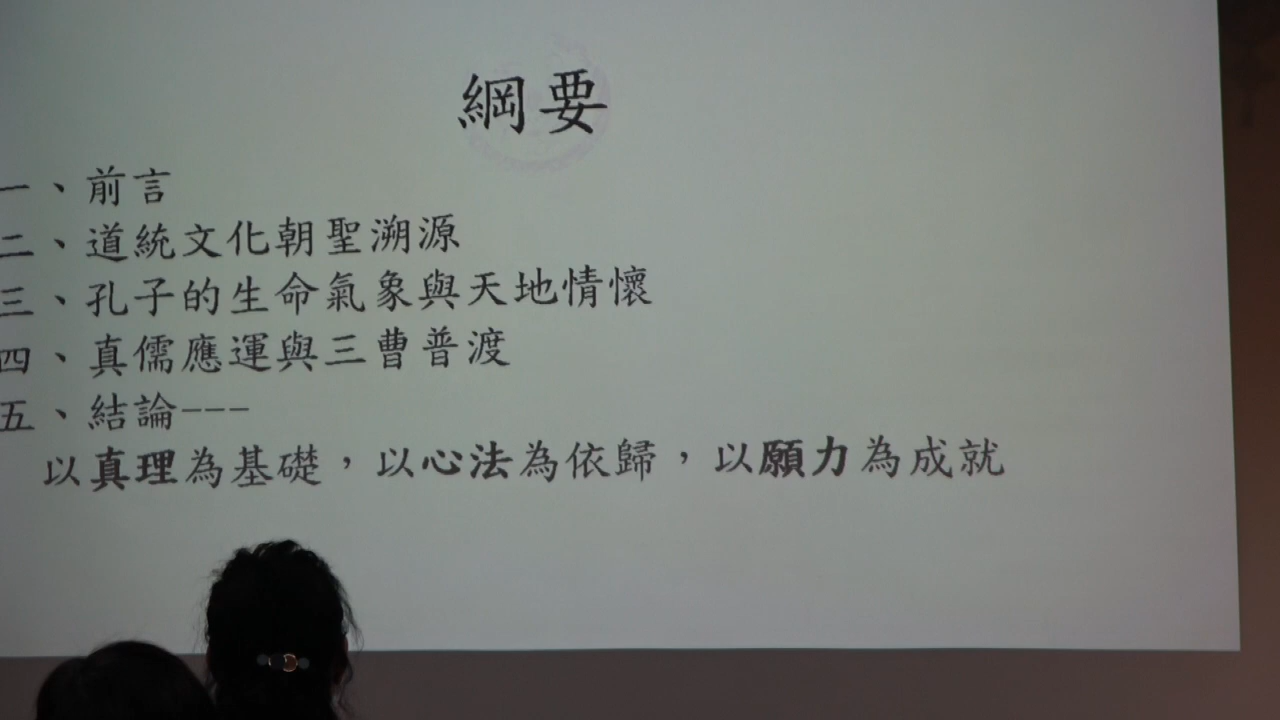 綱要
一、前言
二、道統文化朝聖溯源
三、孔子的生命氣象與天地情懷
四、真儒應運與三曹普渡
五、結論---
以真理為基礎，以心法為依歸，以願力為成就